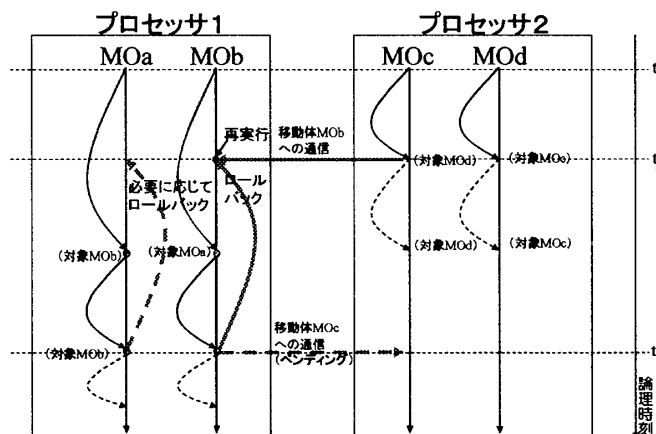 プロセッサ1
プロセッサ2
MOa
MOb
MOc
MOd
t
再実行
移動体MOb
への通信
t
(対象MOd)
(対象MOc)
必要に応じて
ロールバック
ロール
バック
(対象MOb)
(対象MOa)
(対象MOd)
(対象MOc)
移動体MOc
への通信
(ペンディング)
(対象MOb)
t
論理時刻